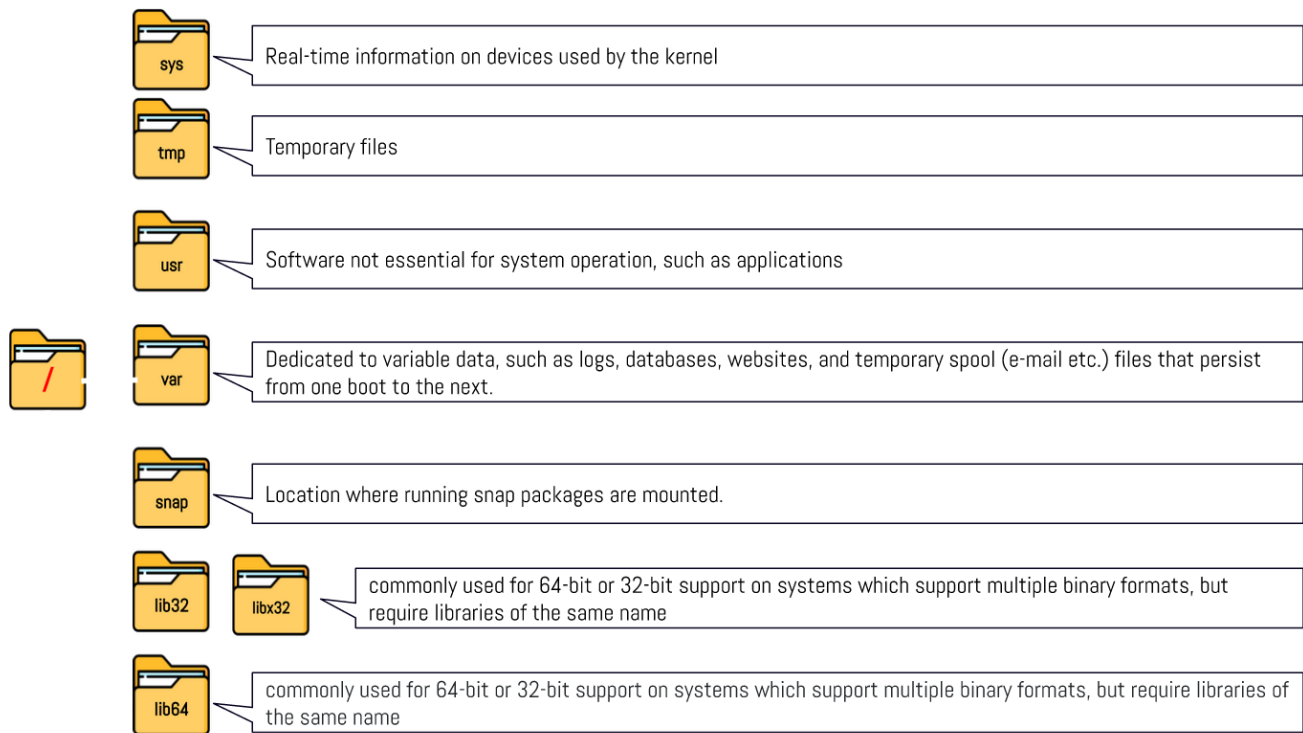 sys
Real-time information on devices used by the kernel
tmp
Temporary files
usr
Software not essential for system operation, such as applications
/
var
Dedicated to variable data, such as logs, databases, websites, and temporary spool (e-mail etc.) files that persist
from one boot to the next.
snap
Location where running snap packages are mounted.
lib32
libx32
commonly used for 64-bit or 32-bit support on systems which support multiple binary formats, but
require libraries of the same name
lib64
commonly used for 64-bit or 32-bit support on systems which support multiple binary formats, but require libraries of
the same name